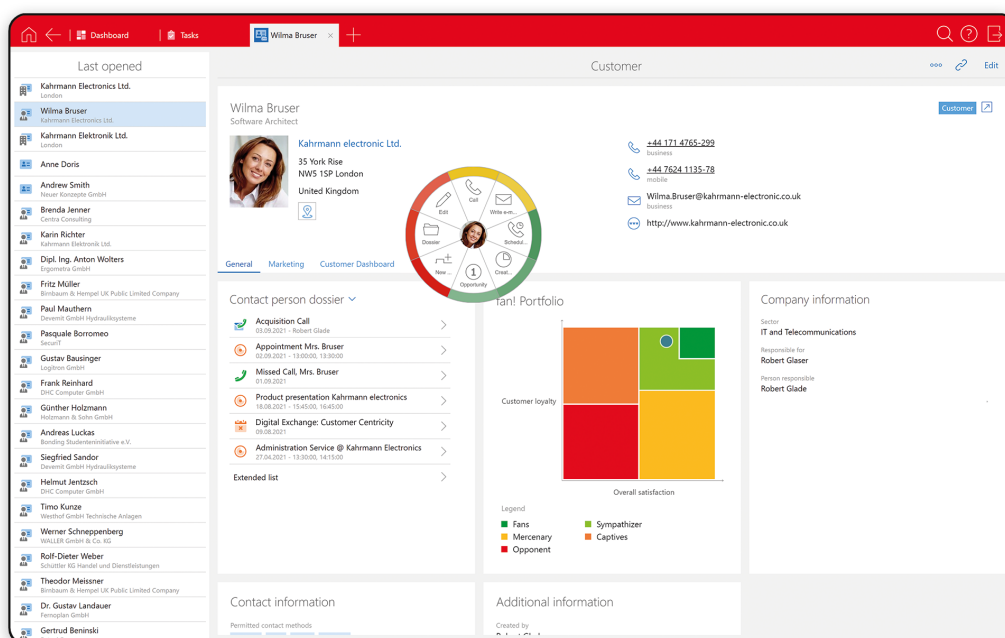 Dashboard
Tasks
Wilma Bruser
Last opened
Kahrmann Electronics Ltd.
London
Wilma Bruser
Kahrmann Electronics Ltd.
Kahrmann Elektronik Ltd.
London
Anne Doris
Andrew Smith
Neuer Konzepte GmbH
Brenda Jenner
Centra Consulting
Karin Richter
Kahrmann Elektronik Ltd.
Dipl. Ing. Anton Wolters
Ergometra GmbH
Fritz Müller
Birnbaum & Hempel UK Public Limited Company
Paul Mauthern
Devemit GmbH Hydrauliksysteme
Pasquale Borromeo
SecuriT
Gustav Bausinger
Logitron GmbH
Frank Reinhard
DHC Computer GmbH
Günther Holzmann
Holzmann & Sohn GmbH
Andreas Luckas
Bonding Studenteninitiative e.V.
Siegfried Sandor
Devemit GmbH Hydrauliksysteme
Helmut Jentzsch
DHC Computer GmbH
Timo Kunze
Westhof GmbH Technische Anlagen
Werner Schneppenberg
WALLER GmbH & Co. KG
Rolf-Dieter Weber
Schüttler KG Handel und Dienstleistungen
Theodor Meissner
Birnbaum & Hempel UK Public Limited Company
Dr. Gustav Landauer
Fernoplan GmbH
Gertrud Beninski
Customer
Edit
Wilma Bruser
Software Architect
Customer
Kahrmann electronic Ltd.
35 York Rise
NW5 1SP London
United Kingdom
+44 171 4765-299
business
+44 7624 1135-78
mobile
Wilma.Bruser@kahrmann-electronic.co.uk
business
http://www.kahrmann-electronic.co.uk
Call
Write e-m...
Schedul...
Creat...
1
Opportunity
New ...
Dossier
Edit
General
Marketing
Customer Dashboard
Contact person dossier
Acquisition Call
03.09.2021 - Robert Glade
Appointment Mrs. Bruser
02.09.2021 - 13:00:00, 13:30:00
Missed Call, Mrs. Bruser
01.09.2021
Product presentation Kahrmann electronics
18.08.2021 - 15:45:00, 16:45:00
Digital Exchange: Customer Centricity
09.08.2021
Administration Service @ Kahrmann Electronics
27.04.2021 - 13:30:00, 14:15:00
Extended list
fan! Portfolio
Customer loyalty
Overall satisfaction
Legend
Fans
Sympathizer
Mercenary
Captives
Opponent
Company information
Sector
IT and Telecommunications
Responsible for
Robert Glaser
Person responsible
Robert Glade
Contact information
Permitted contact methods
Additional information
Created by